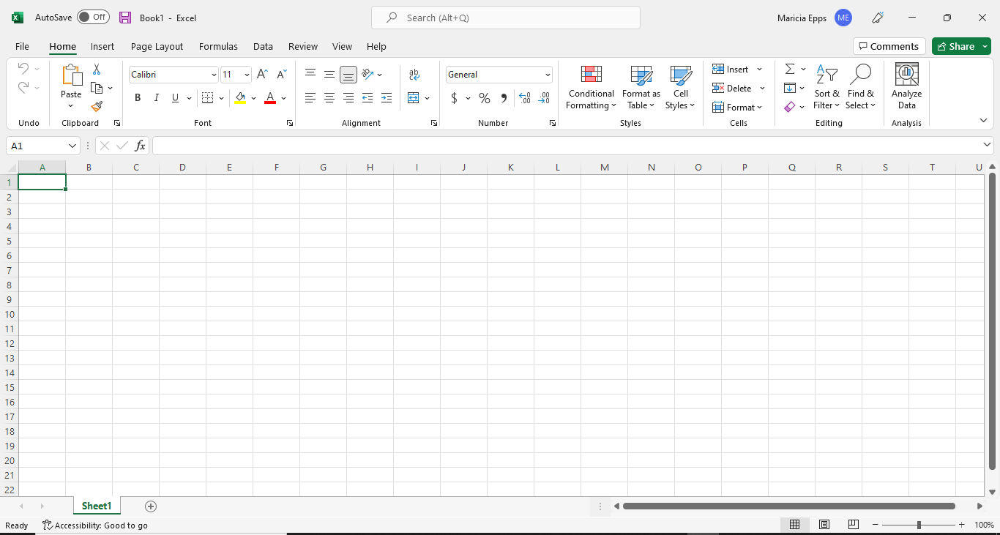 AutoSave Off Book1 - Excel Search (Alt+Q) Maricia Epps ME
File Home Insert Page Layout Formulas Data Review View Help Comments Share
Calibri 11 General
Paste
B I U $ % 9 .00 .00 .0
Conditional Formatting
Format as Table
Cell Styles
Insert
Delete
Format
Sort & Filter
Find & Select
Analyze Data
Undo Clipboard Font Alignment Number Styles Cells Editing Analysis
A1 fx
A B C D E F G H I J K L M N O P Q R S T U
1
2
3
4
5
6
7
8
9
10
11
12
13
14
15
16
17
18
19
20
21
22
Sheet1
Ready Accessibility: Good to go 100%